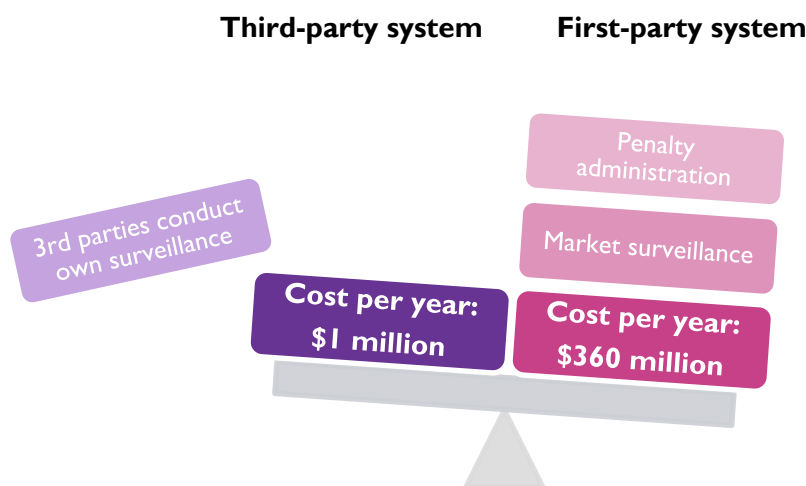 Third-party system
First-party system
Penalty
administration
3rd parties conduct
own surveillance
Market surveillance
Cost per year:
$1 million
Cost per year:
$360 million